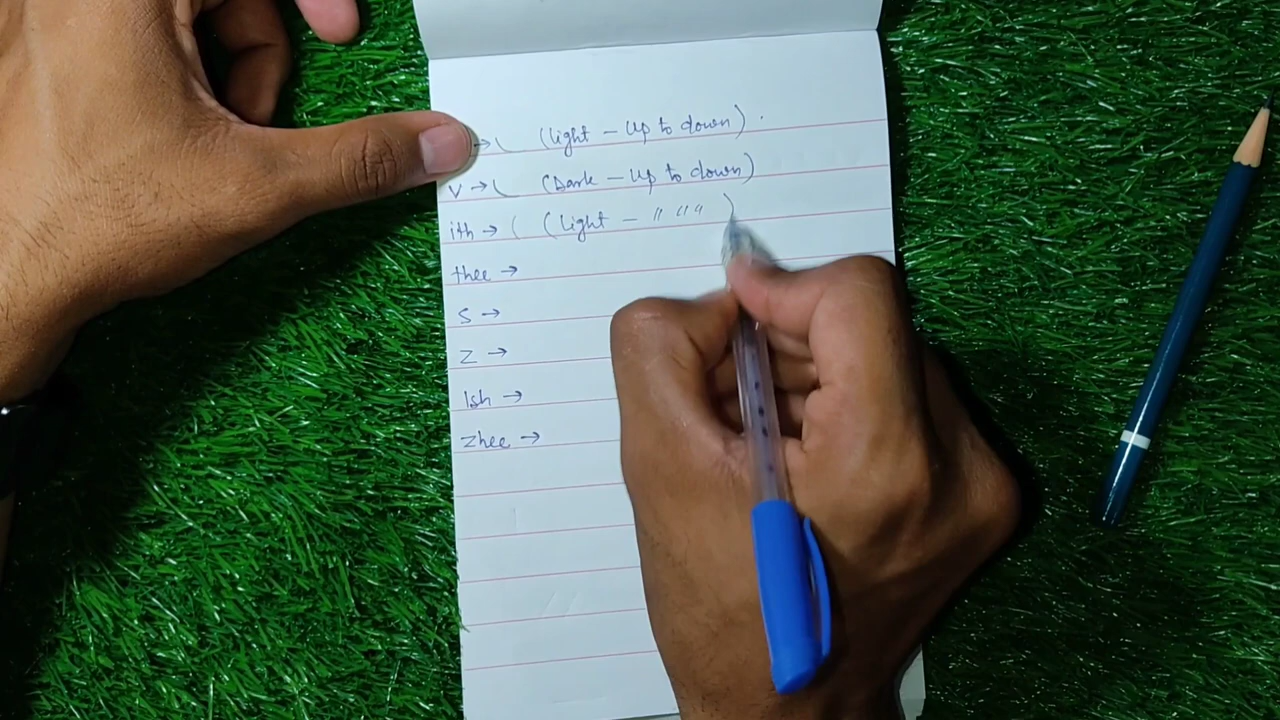 → ( (light - Up to down).
V → ( (Dark - Up to down)
ith → ( (light - " " " )
thee →
S →
Z →
Ish →
Zhee →